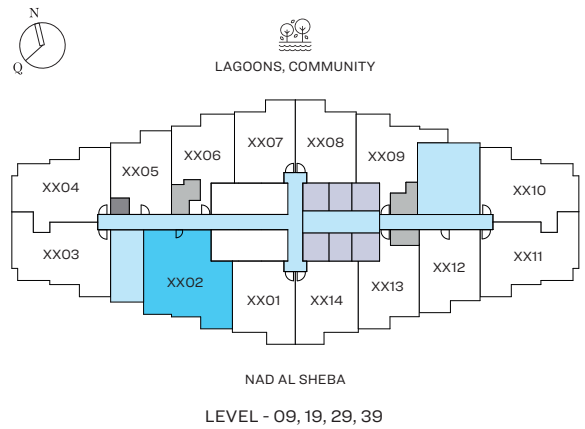 N
Q
LAGOONS, COMMUNITY
XX07 XX08
XX06 XX09
XX05
XX04 XX10
XX03 XX11
XX02 XX12
XX01 XX14 XX13
NAD AL SHEBA
LEVEL - 09, 19, 29, 39